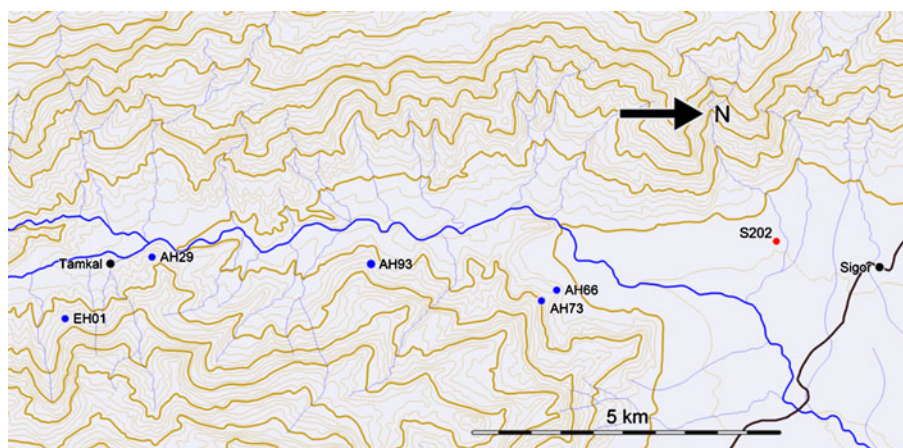 N
S202
AH29
Tamkal
AH93
Sigor
AH66
AH73
EH01
5 km